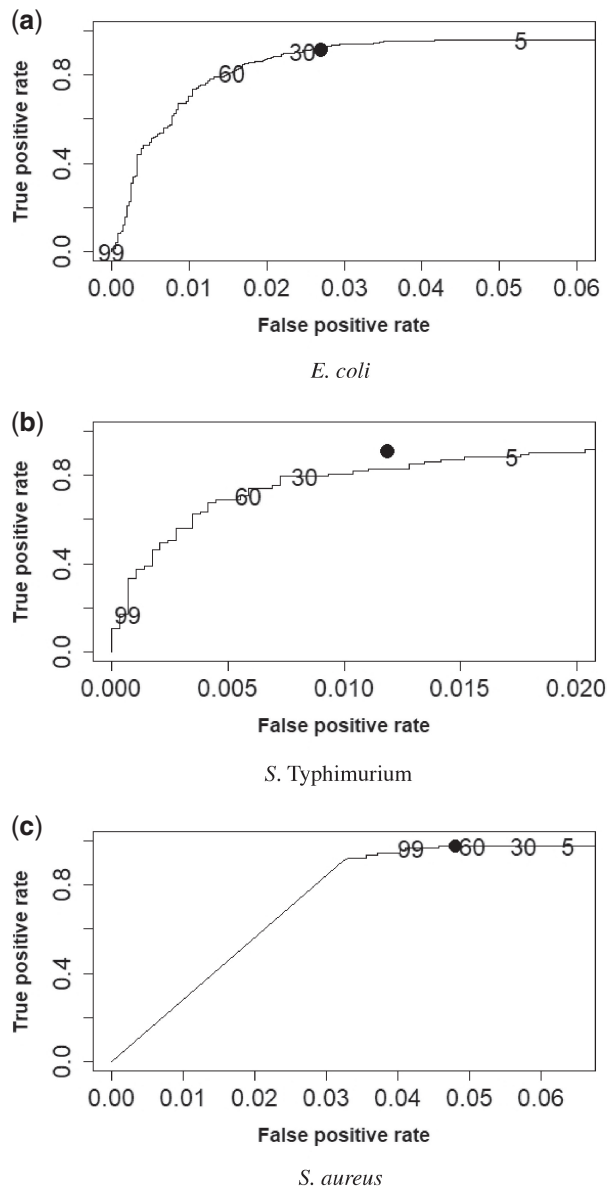 (a)
True positive rate
0.8
0.4
0.0
99
60
30
5
0.00 0.01 0.02 0.03 0.04 0.05 0.06
False positive rate
E. coli
(b)
True positive rate
0.8
0.4
0.0
99
60
30
5
0.000 0.005 0.010 0.015 0.020
False positive rate
S. Typhimurium
(c)
True positive rate
0.8
0.4
0.0
99
60
30
5
0.00 0.01 0.02 0.03 0.04 0.05 0.06
False positive rate
S. aureus